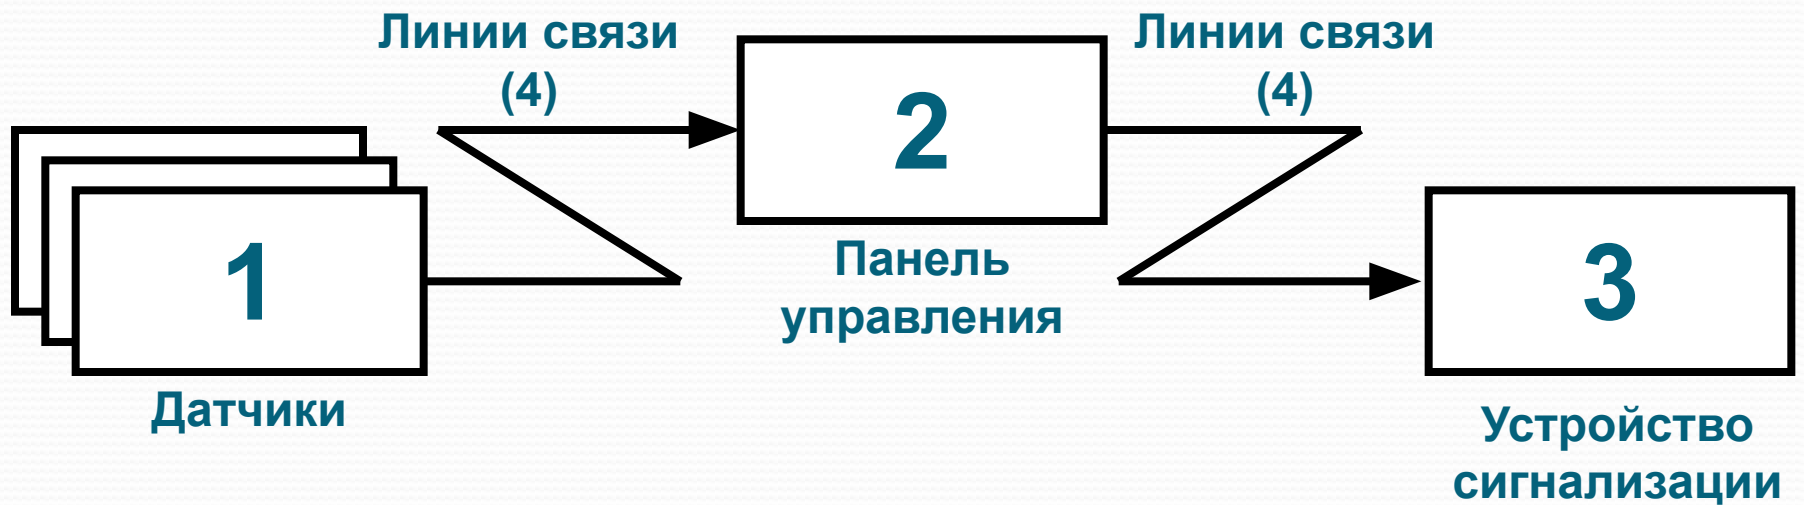 Линии связи
(4)
Линии связи
(4)
2
1
3
Панель
управления
Датчики
Устройство
сигнализации